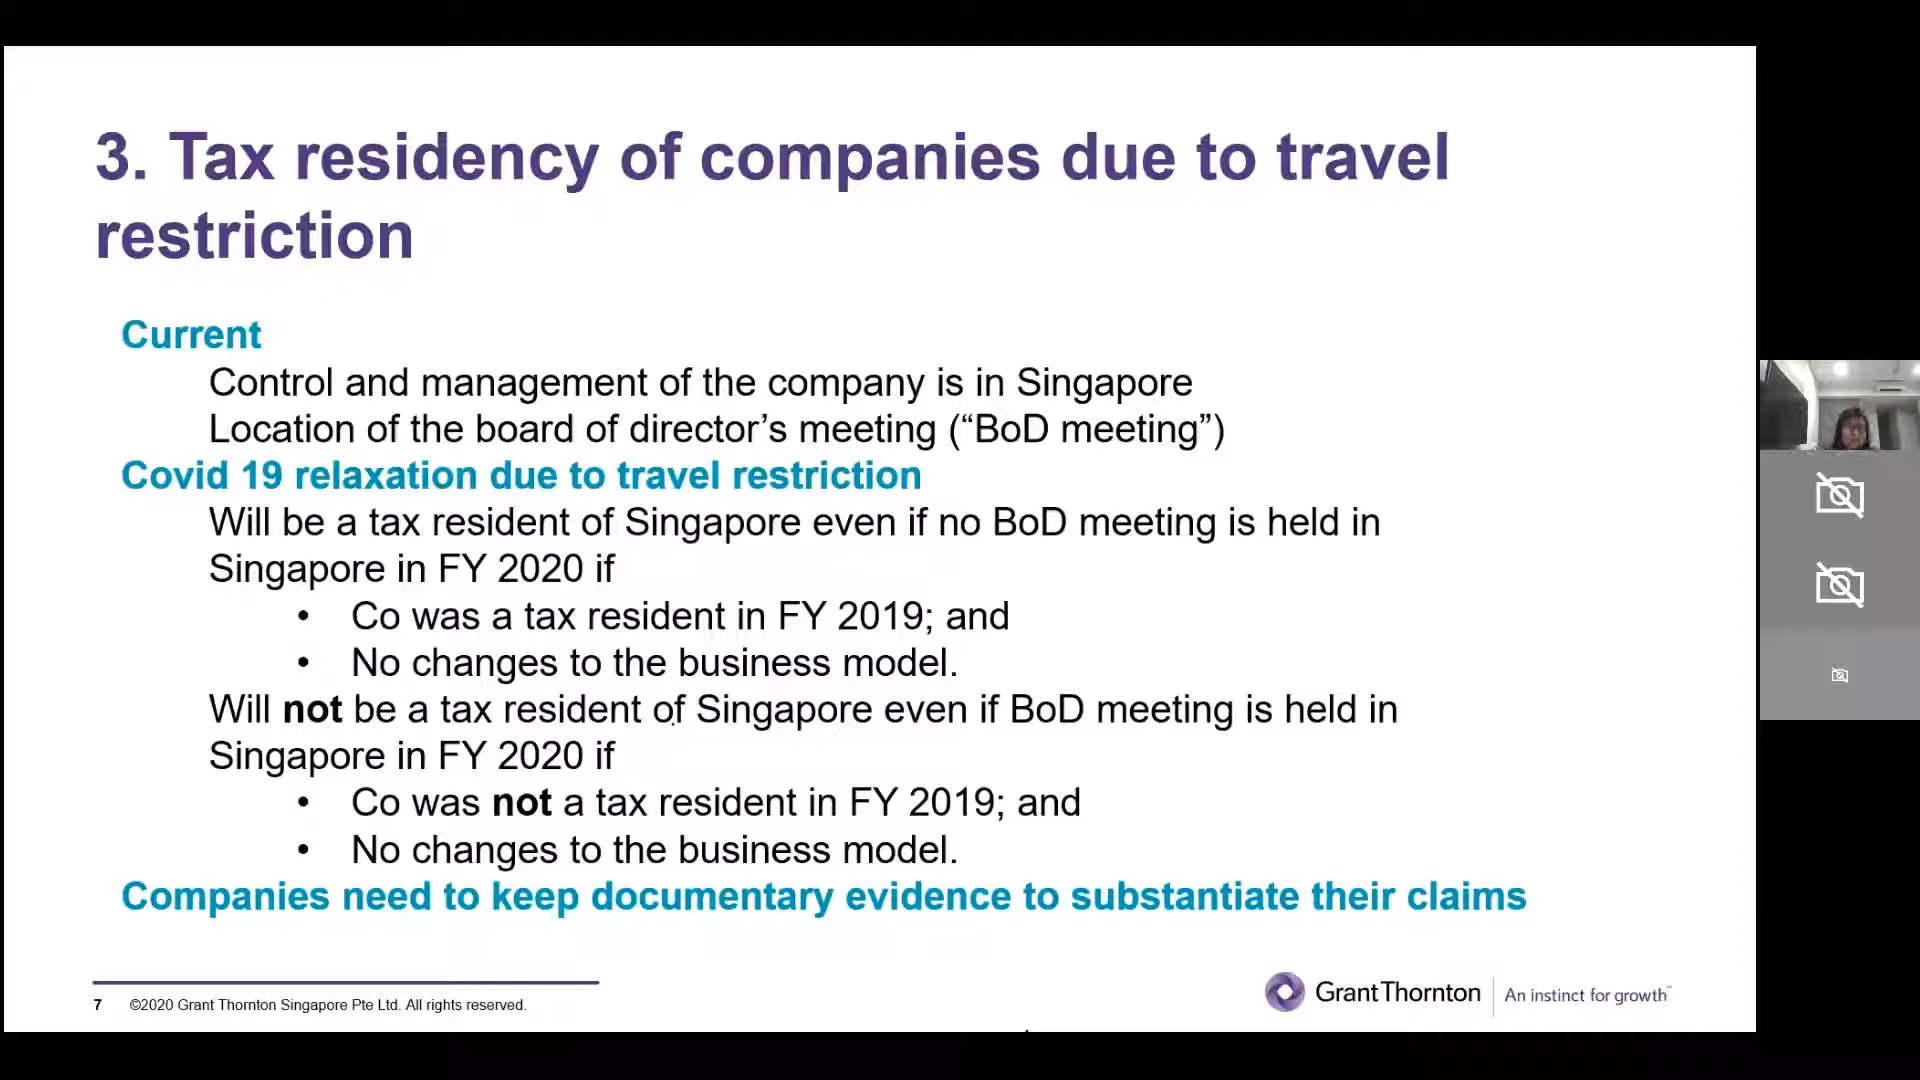 3. Tax residency of companies due to travel
restriction
Current
Control and management of the company is in Singapore
Location of the board of director’s meeting (“BoD meeting”)
Covid 19 relaxation due to travel restriction
Will be a tax resident of Singapore even if no BoD meeting is held in
Singapore in FY 2020 if
• Co was a tax resident in FY 2019; and
• No changes to the business model.
Will not be a tax resident of Singapore even if BoD meeting is held in
Singapore in FY 2020 if
• Co was not a tax resident in FY 2019; and
• No changes to the business model.
Companies need to keep documentary evidence to substantiate their claims
7 ©2020 Grant Thornton Singapore Pte Ltd. All rights reserved.
Grant Thornton An instinct for growth™